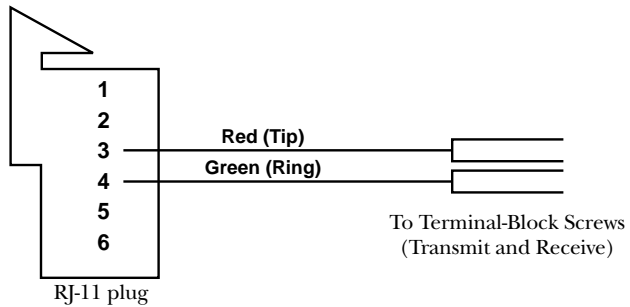 1
2
3
Red (Tip)
4
Green (Ring)
5
6
To Terminal-Block Screws
(Transmit and Receive)
RJ-11 plug